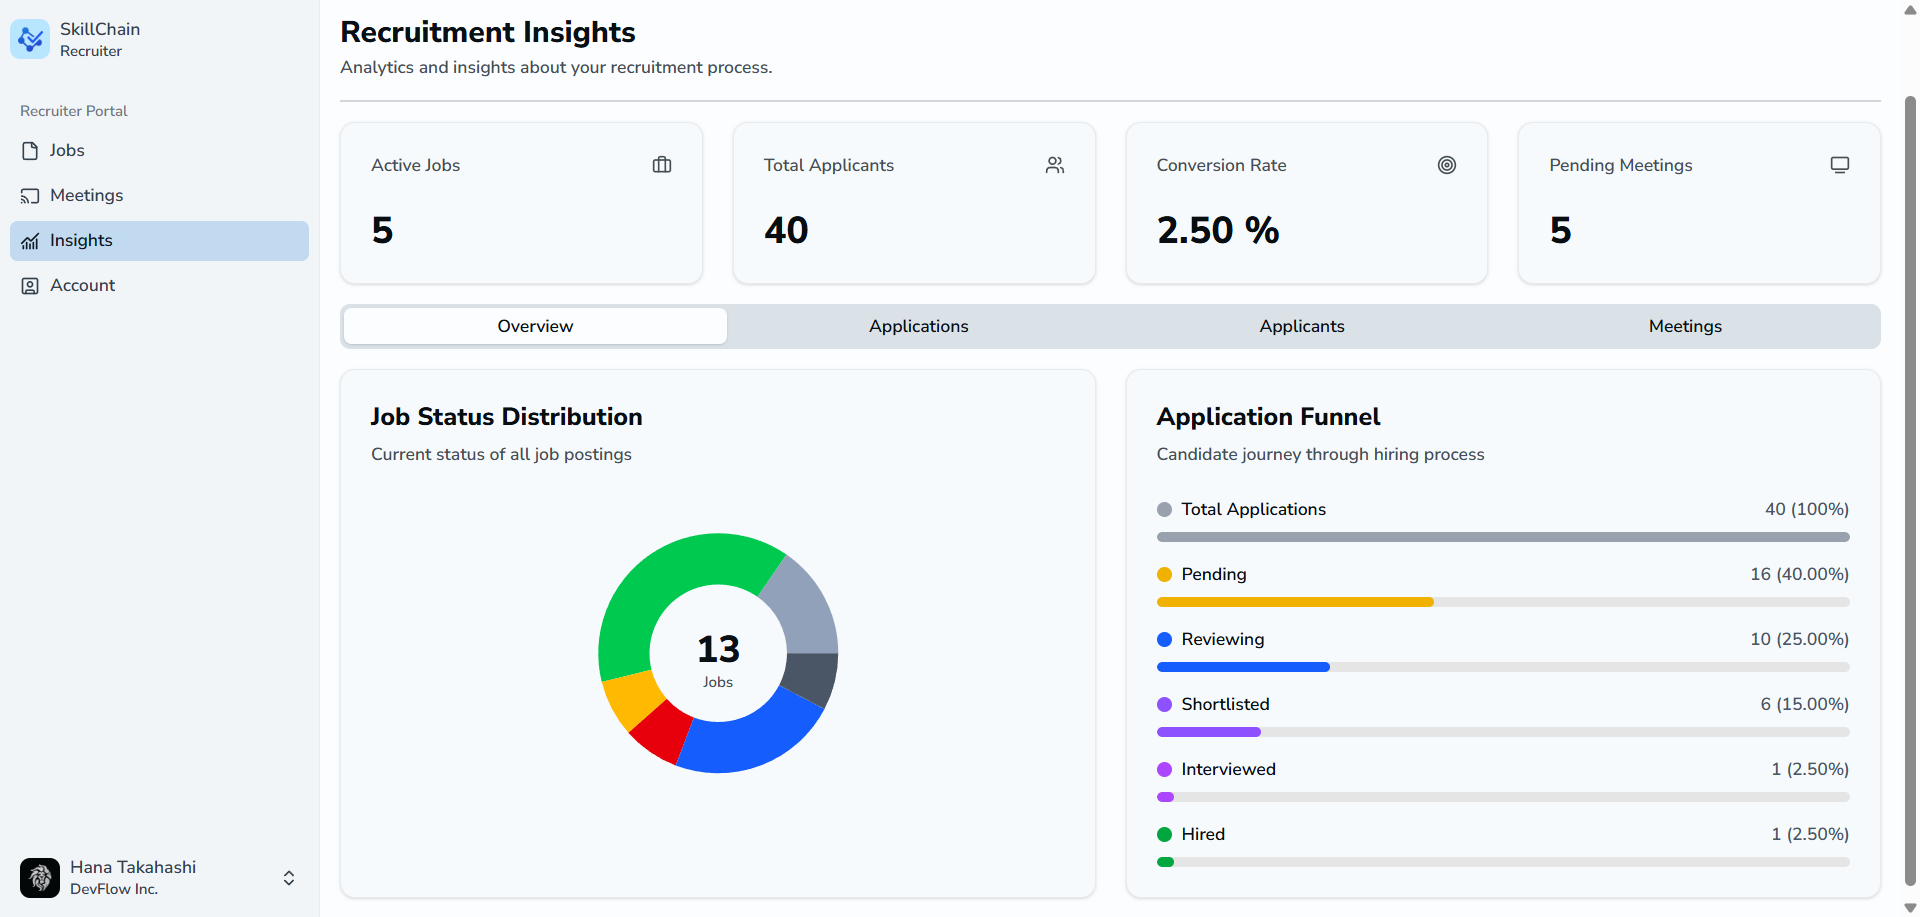 SkillChain
Recruiter
Recruiter Portal
Jobs
Meetings
Insights
Account
Hana Takahashi
DevFlow Inc.
Recruitment Insights
Analytics and insights about your recruitment process.
Active Jobs
5
Total Applicants
40
Conversion Rate
2.50 %
Pending Meetings
5
Overview
Applications
Applicants
Meetings
Job Status Distribution
Current status of all job postings
13
Jobs
Application Funnel
Candidate journey through hiring process
Total Applications 40 (100%)
Pending 16 (40.00%)
Reviewing 10 (25.00%)
Shortlisted 6 (15.00%)
Interviewed 1 (2.50%)
Hired 1 (2.50%)